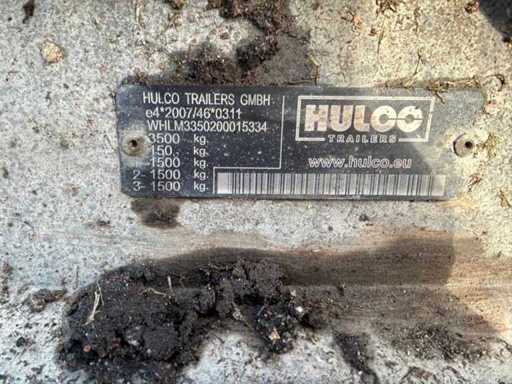 HULCO TRAILERS GMBH
e4*2007/46*0311
WHLM3350200015334
3500 kg.
150 kg.
1500 kg.
2- 1500 kg.
3- 1500 kg.
HULCO
TRAILERS
www.hulco.eu